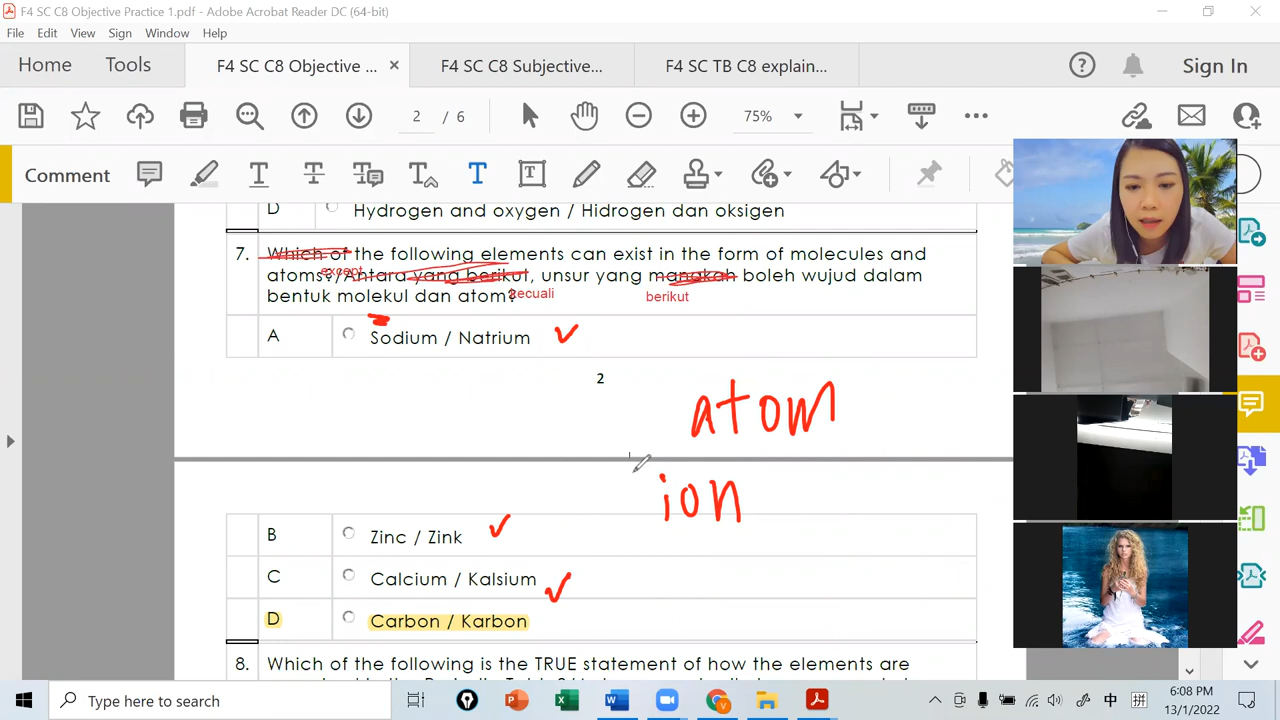 F4 SC C8 Objective Practice 1.pdf - Adobe Acrobat Reader DC (64-bit)
File Edit View Sign Window Help
Home Tools F4 SC C8 Objective ... × F4 SC C8 Subjective... F4 SC TB C8 explain... Sign In
2 / 6 75%
Comment
D Hydrogen and oxygen / Hidrogen dan oksigen
7. Which of the following elements can exist in the form of molecules and
atoms?/Antara yang berikut, unsur yang manakah boleh wujud dalam
except
bentuk molekul dan atom?
kecuali
berikut
A Sodium / Natrium
2
atom
ion
B Zinc / Zink
C Calcium / Kalsium
D Carbon / Karbon
8. Which of the following is the TRUE statement of how the elements are
Type here to search
中 拼
6:08 PM
13/1/2022